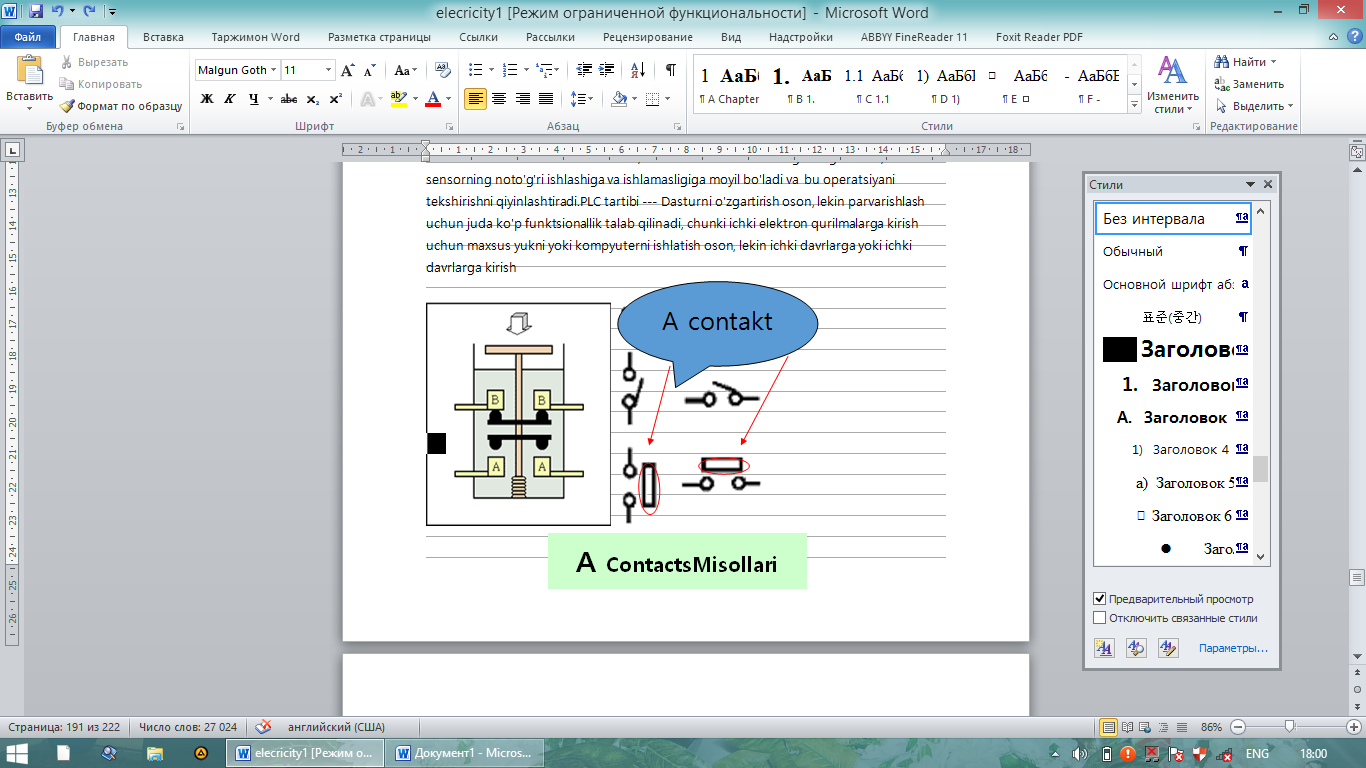 elecricity1 [Режим ограниченной функциональности] - Microsoft Word
Файл Главная Вставка Таржимон Word Разметка страницы Ссылки Рассылки Рецензирование Вид Надстройки ABBYY FineReader 11 Foxit Reader PDF
Вставить
Вырезать
Копировать
Формат по образцу
Буфер обмена
Malgun Goth 11
Шрифт
Абзац
¶ A Chapter ¶ B 1. ¶ C 1.1 ¶ D 1) ¶ E □ ¶ F -
Стили
Изменить стили
Найти
Заменить
Выделить
Редактирование
sensorning noto'g'ri ishlashiga va ishlamasligiga moyil bo'ladi va bu operatsiyani
tekshirishni qiyinlashtiradi.PLC tartibi --- Dasturni o'zgartirish oson, lekin parvarishlash
uchun juda ko'p funktsionallik talab qilinadi, chunki ichki elektron qurilmalarga kirish
uchun maxsus yukni yoki kompyuterni ishlatish oson, lekin ichki davrlarga yoki ichki
davrlarga kirish
A contakt
B B
A A
A ContactsMisollari
Стили
Без интервала
Обычный
Основной шрифт абз
표준(중간)
Заголово
1. Заголово
A. Заголовок
1) Заголовок 4
a) Заголовок 5
□ Заголовок 6
● Заго
Предварительный просмотр
Отключить связанные стили
Параметры...
Страница: 191 из 222 Число слов: 27 024 английский (США) 86%
elecricity1 [Режим о... Документ1 - Micros... ENG 18:00